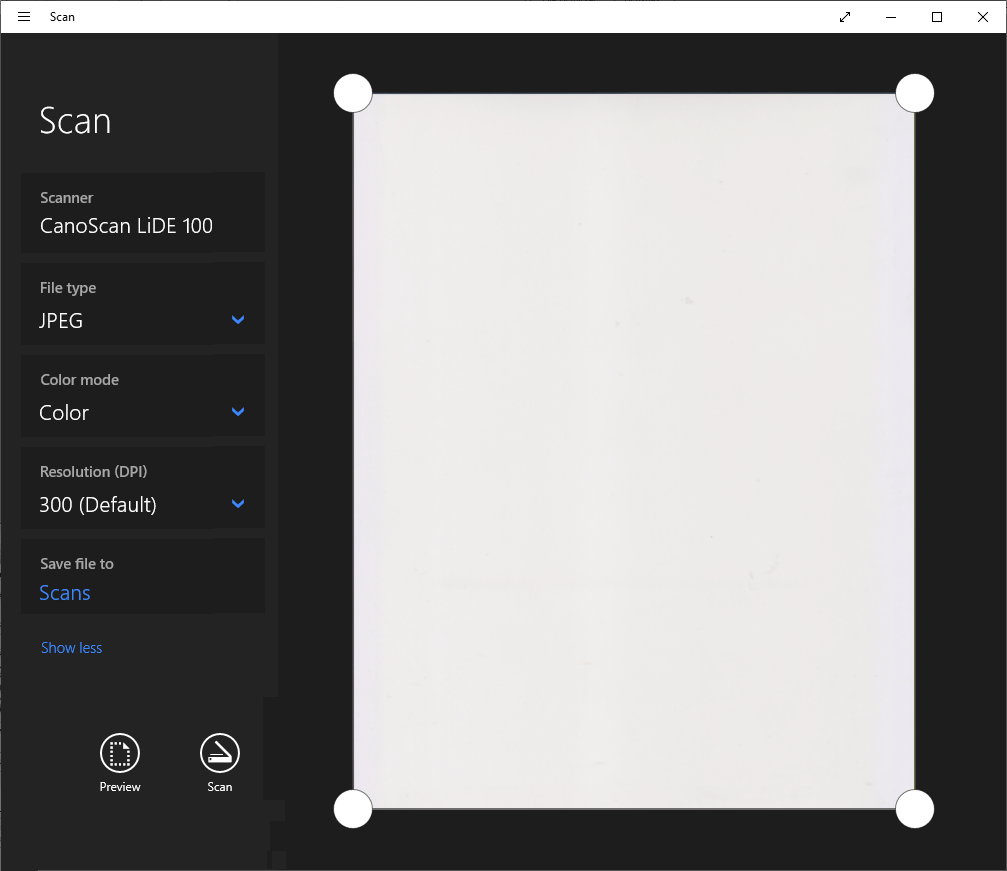 Scan
Scan
Scanner
CanoScan LiDE 100
File type
JPEG
Color mode
Color
Resolution (DPI)
300 (Default)
Save file to
Scans
Show less
Preview
Scan